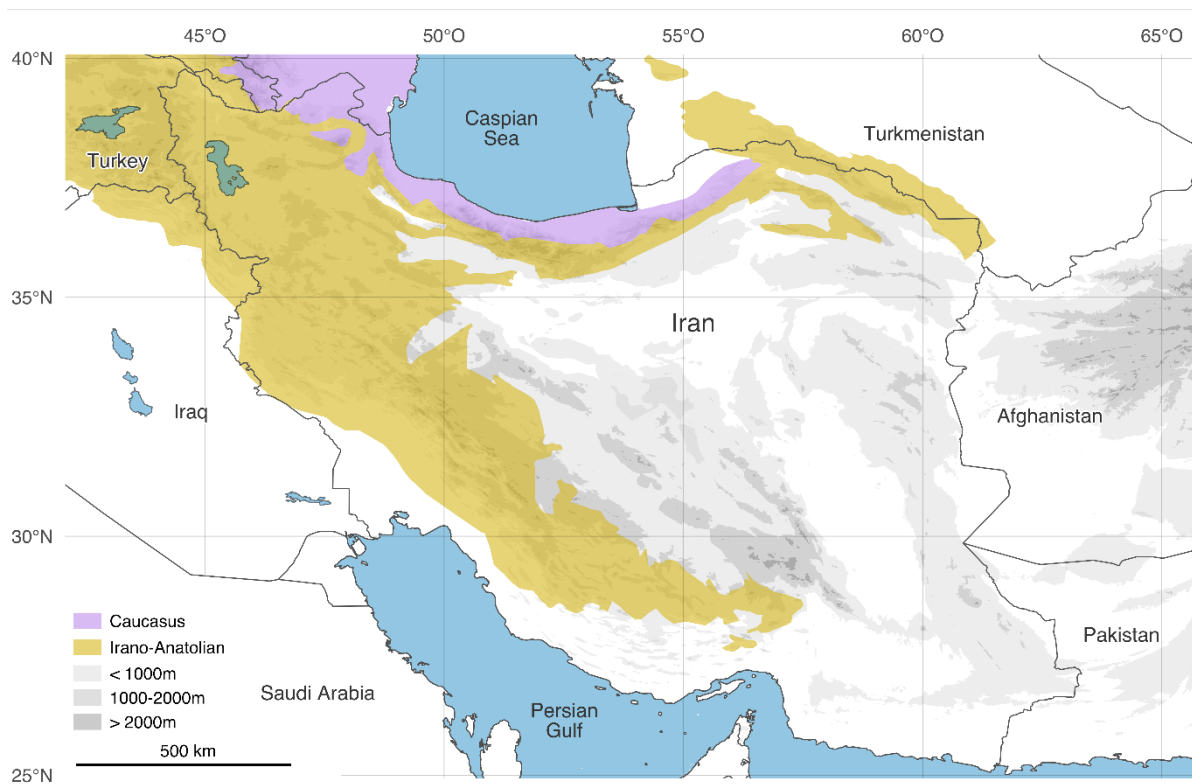 45°O 50°O 55°O 60°O 65°O
40°N
Caspian
Sea
Turkmenistan
Turkey
35°N
Iran
Iraq
Afghanistan
30°N
Caucasus
Irano-Anatolian
< 1000m
1000-2000m
> 2000m
Pakistan
Saudi Arabia
Persian
Gulf
500 km
25°N